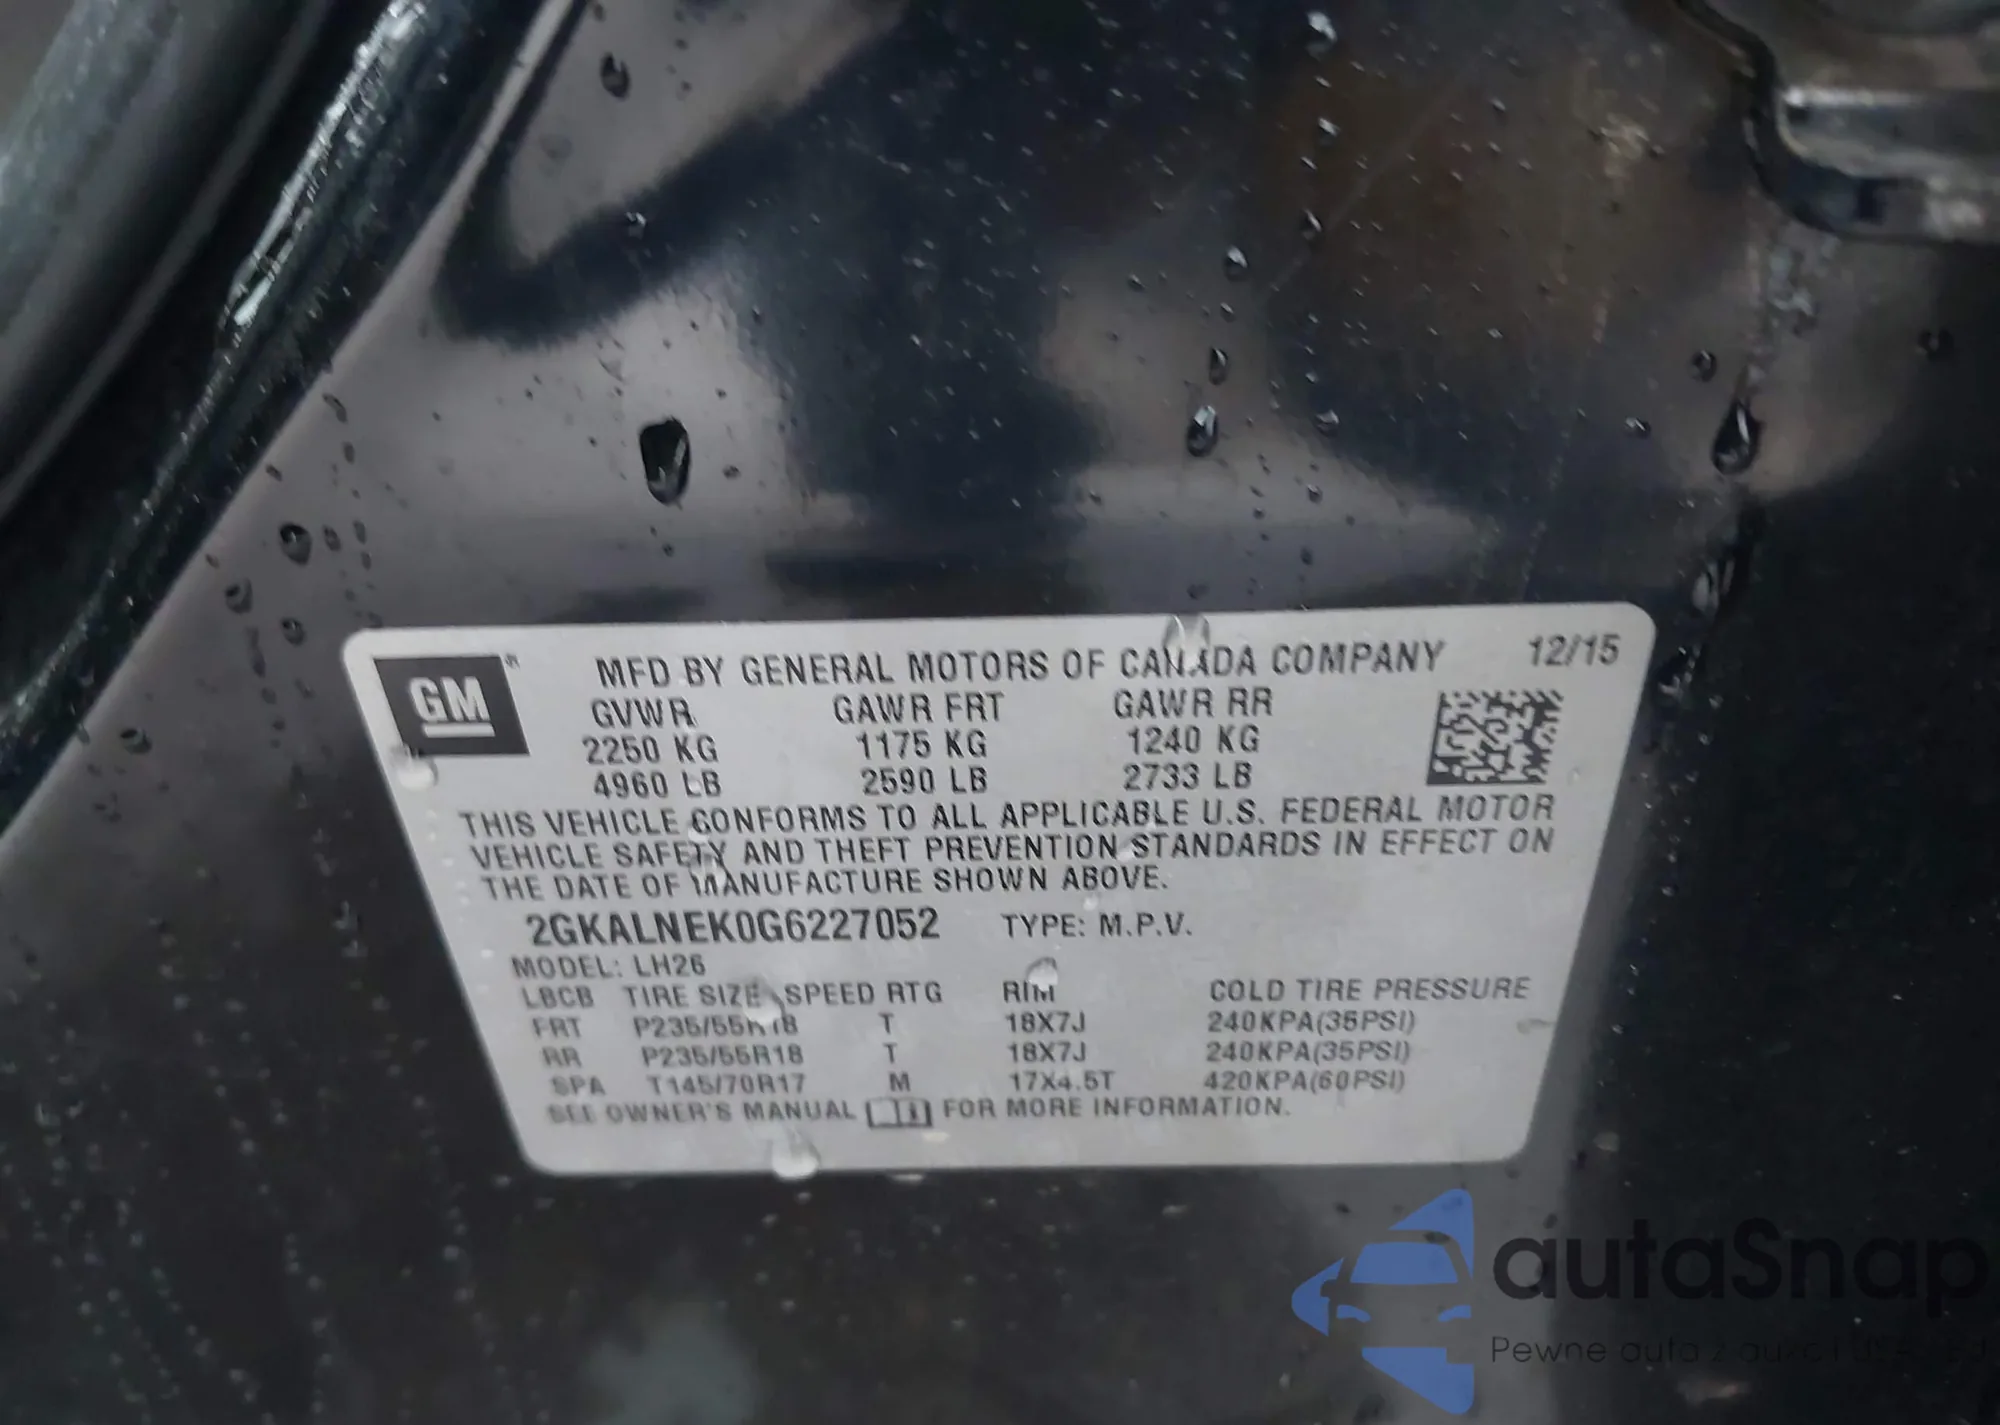 GM ® MFD BY GENERAL MOTORS OF CANADA COMPANY 12/15
GVWR GAWR FRT GAWR RR
2250 KG 1175 KG 1240 KG
4960 LB 2590 LB 2733 LB
THIS VEHICLE CONFORMS TO ALL APPLICABLE U.S. FEDERAL MOTOR
VEHICLE SAFETY AND THEFT PREVENTION STANDARDS IN EFFECT ON
THE DATE OF MANUFACTURE SHOWN ABOVE.
2GKALNEK0G6227052 TYPE: M.P.V.
MODEL: LH26
LBCB TIRE SIZE SPEED RTG RIM COLD TIRE PRESSURE
FRT P235/55R18 T 18X7J 240KPA(35PSI)
RR P235/55R18 T 18X7J 240KPA(35PSI)
SPA T145/70R17 M 17X4.5T 420KPA(60PSI)
SEE OWNER'S MANUAL FOR MORE INFORMATION.
autaSnap
Pewne auta z aukcji